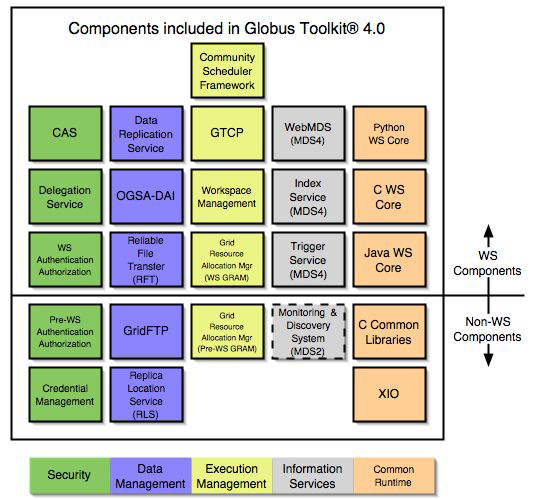 Components included in Globus Toolkit® 4.0
Community
Scheduler
Framework
CAS
Data
Replication
Service
GTCP
WebMDS
(MDS4)
Python
WS Core
Delegation
Service
OGSA-DAI
Workspace
Management
Index
Service
(MDS4)
C WS
Core
WS
Authentication
Authorization
Reliable
File
Transfer
(RFT)
Grid
Resource
Allocation Mgr
(WS GRAM)
Trigger
Service
(MDS4)
Java WS
Core
WS
Components
Pre-WS
Authentication
Authorization
GridFTP
Grid
Resource
Allocation Mgr
(Pre-WS GRAM)
Monitoring &
Discovery
System
(MDS2)
C Common
Libraries
Non-WS
Components
Credential
Management
Replica
Location
Service
(RLS)
XIO
Security
Data
Management
Execution
Management
Information
Services
Common
Runtime